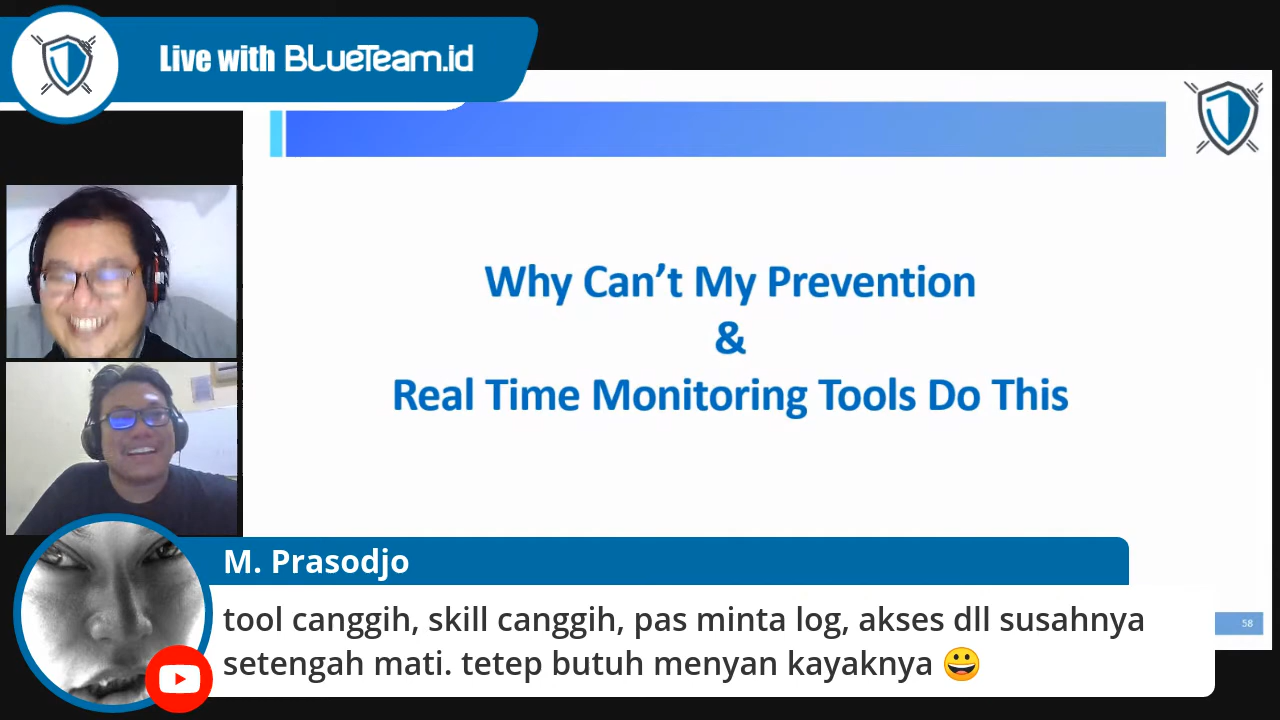 Live with BLueTeam.id
Why Can’t My Prevention
&
Real Time Monitoring Tools Do This
M. Prasodjo
tool canggih, skill canggih, pas minta log, akses dll susahnya
setengah mati. tetep butuh menyan kayaknya 😀
58